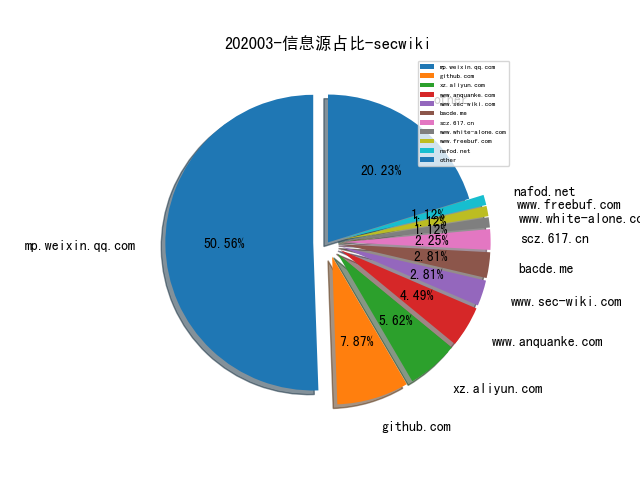 202003-信息源占比-secwiki
mp.weixin.qq.com
github.com
xz.aliyun.com
www.anquanke.com
www.sec-wiki.com
bacde.me
scz.617.cn
www.white-alone.com
www.freebuf.com
nafod.net
other
other
20.23%
nafod.net
1.12%
www.freebuf.com
1.12%
www.white-alone.co
1.12%
scz.617.cn
2.25%
mp.weixin.qq.com
50.56%
2.81%
bacde.me
2.81%
www.sec-wiki.com
4.49%
5.62%
www.anquanke.com
7.87%
xz.aliyun.com
github.com